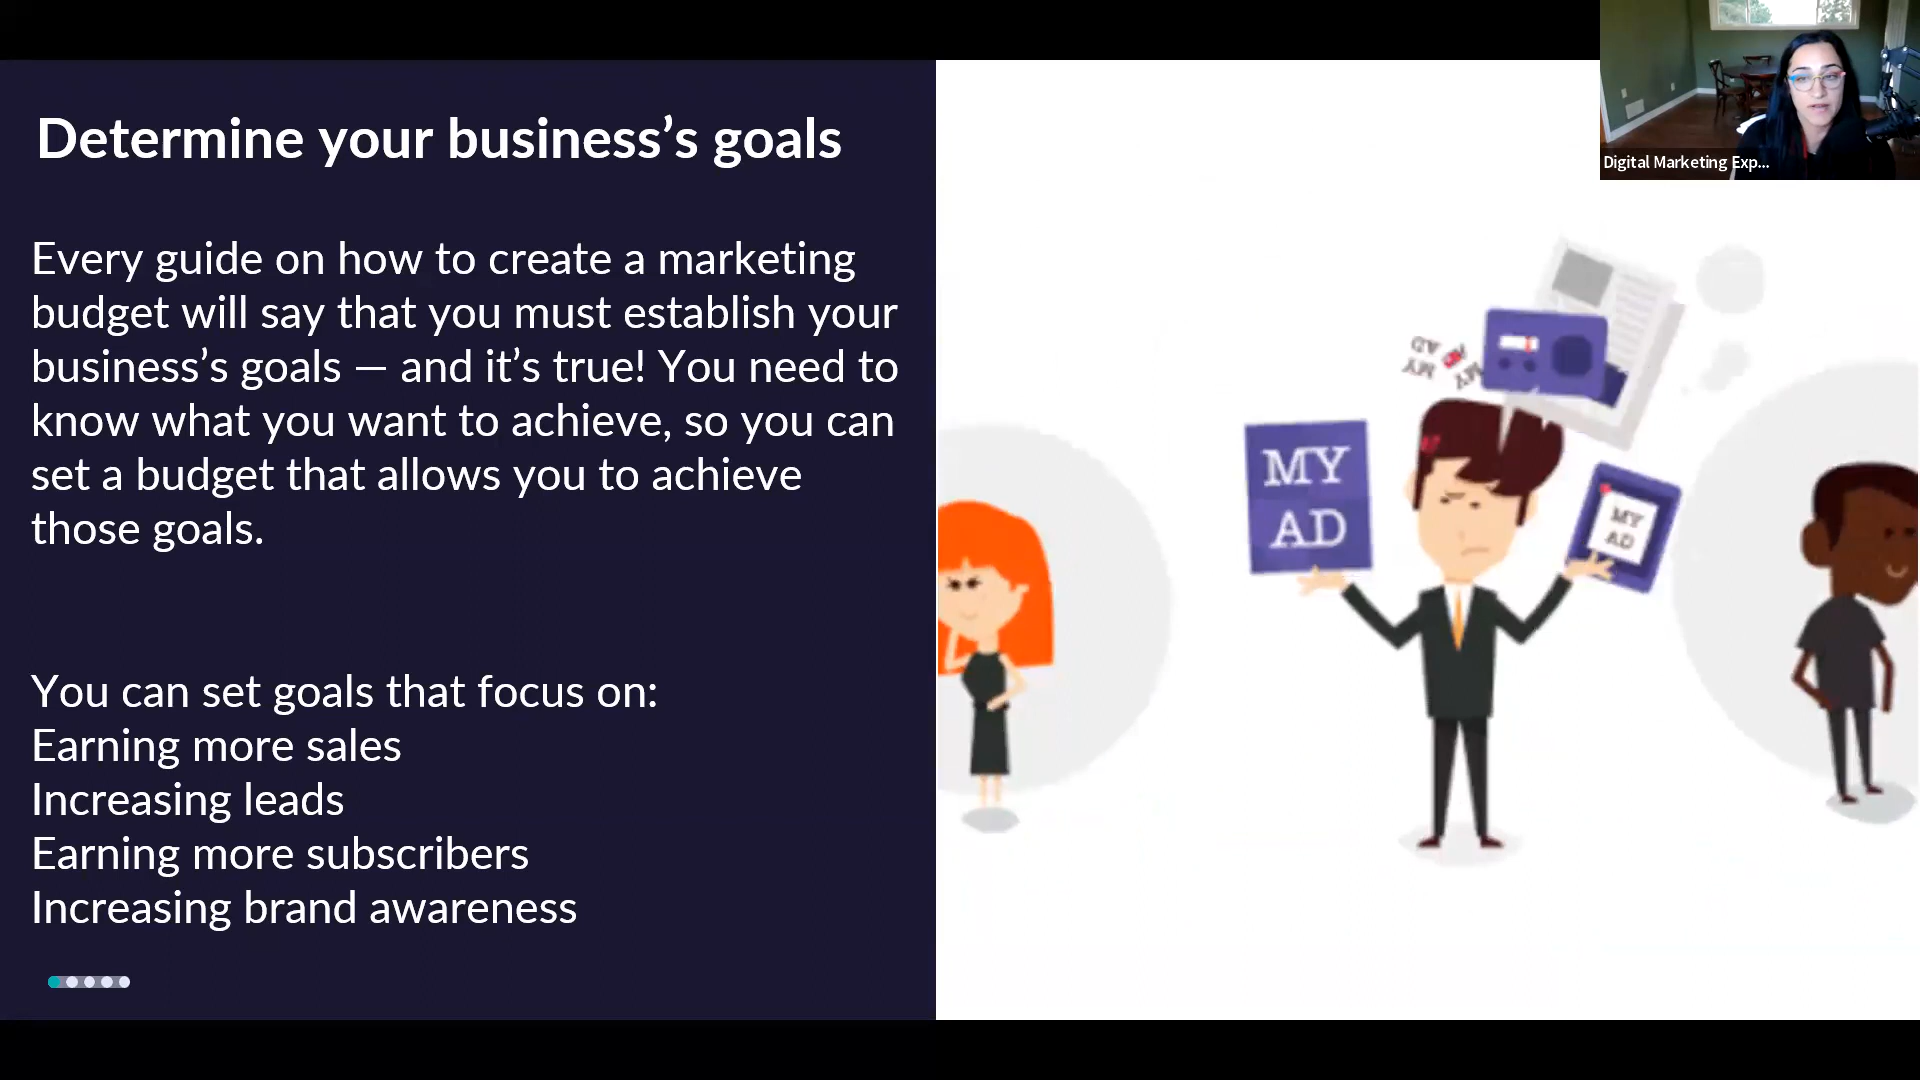 Determine your business’s goals
Every guide on how to create a marketing
budget will say that you must establish your
business’s goals — and it’s true! You need to
know what you want to achieve, so you can
set a budget that allows you to achieve
those goals.
You can set goals that focus on:
Earning more sales
Increasing leads
Earning more subscribers
Increasing brand awareness
Digital Marketing Exp...
MY
AD
MY
AD
MY
AD
MY